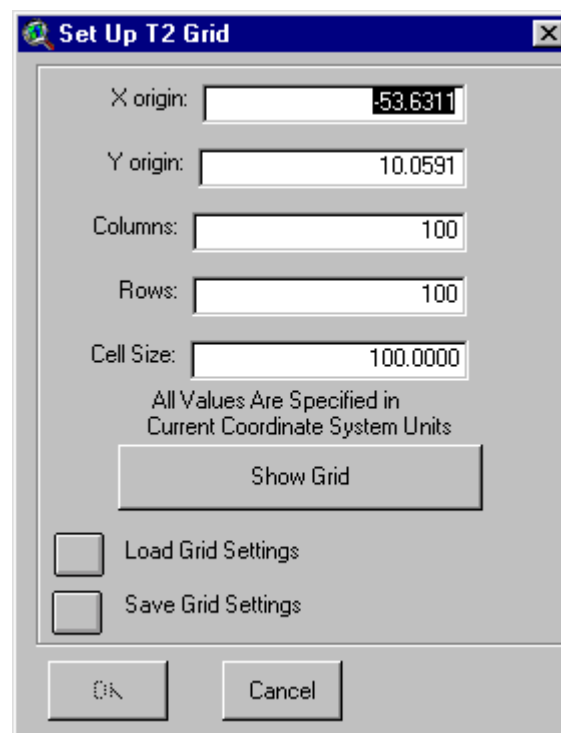 Set Up T2 Grid
X origin: -53.6311
Y origin: 10.0591
Columns: 100
Rows: 100
Cell Size: 100.0000
All Values Are Specified in
Current Coordinate System Units
Show Grid
Load Grid Settings
Save Grid Settings
OK Cancel